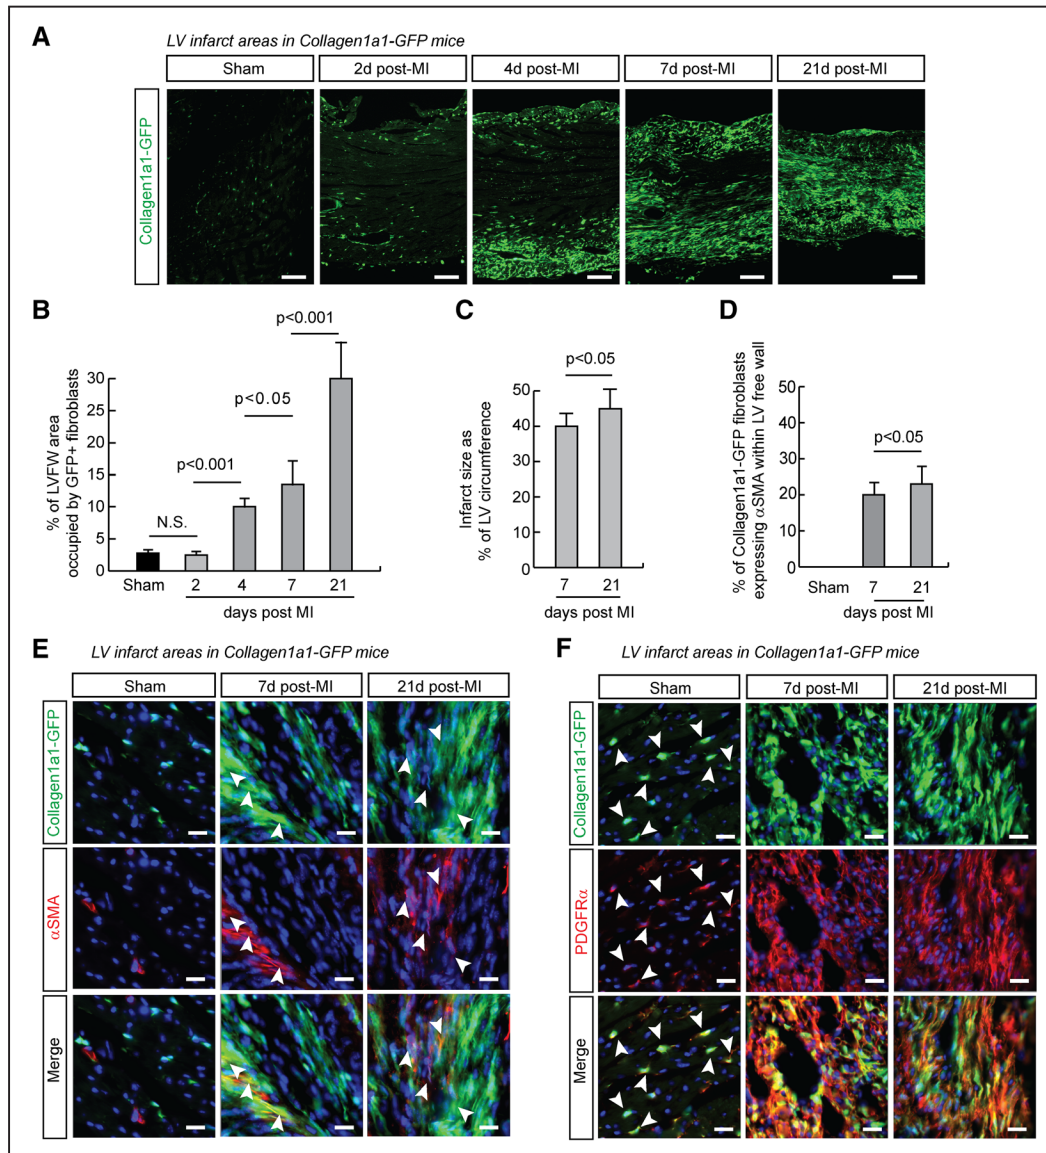 A
LV infarct areas in Collagen1a1-GFP mice
Sham
2d post-MI
4d post-MI
7d post-MI
21d post-MI
Collagen1a1-GFP
B
% of LVFW area
occupied by GFP+ fibroblasts
30
25
20
15
10
5
0
N.S.
p<0.001
p<0.05
p<0.001
Sham
2
4
7
21
days post MI
C
Infarct size as
% of LV circumference
50
40
30
20
10
0
p<0.05
7
21
days post MI
D
% of Collagen1a1-GFP fibroblasts
expressing αSMA within LV free wall
50
40
30
20
10
0
p<0.05
Sham
7
21
days post MI
E
LV infarct areas in Collagen1a1-GFP mice
Sham
7d post-MI
21d post-MI
Collagen1a1-GFP
αSMA
Merge
F
LV infarct areas in Collagen1a1-GFP mice
Sham
7d post-MI
21d post-MI
Collagen1a1-GFP
PDGFRα
Merge